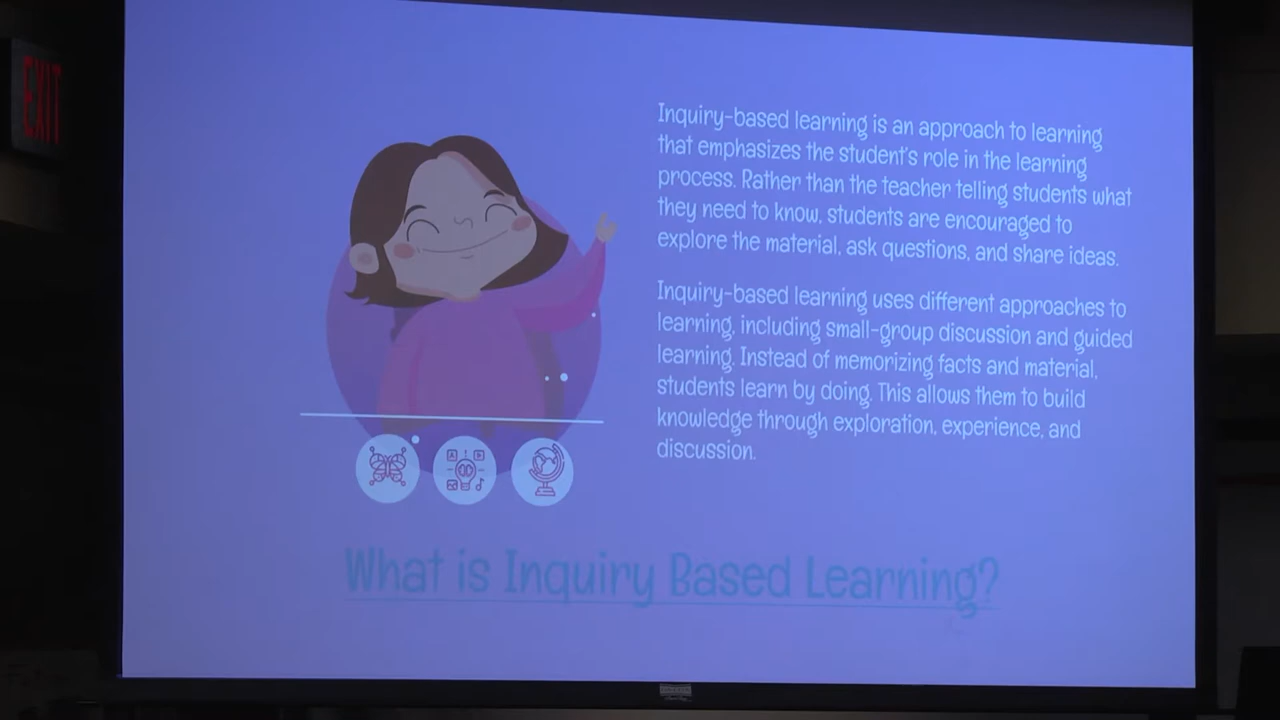 EXIT
Inquiry-based learning is an approach to learning
that emphasizes the student's role in the learning
process. Rather than the teacher telling students what
they need to know, students are encouraged to
explore the material, ask questions, and share ideas.
Inquiry-based learning uses different approaches to
learning, including small-group discussion and guided
learning. Instead of memorizing facts and material,
students learn by doing. This allows them to build
knowledge through exploration, experience, and
discussion.
What is Inquiry Based Learning?